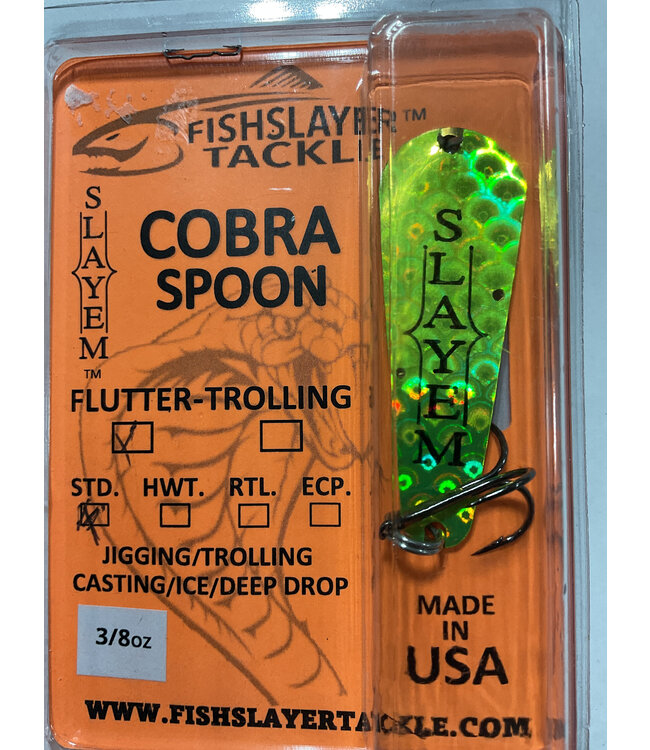 FISHSLAYER™
TACKLE
SLAYEM™
COBRA
SPOON
FLUTTER-TROLLING
STD. HWT. RTL. ECP.
JIGGING/TROLLING
CASTING/ICE/DEEP DROP
3/8oz
SLAYEM
MADE
IN
USA
WWW.FISHSLAYERTACKLE.COM